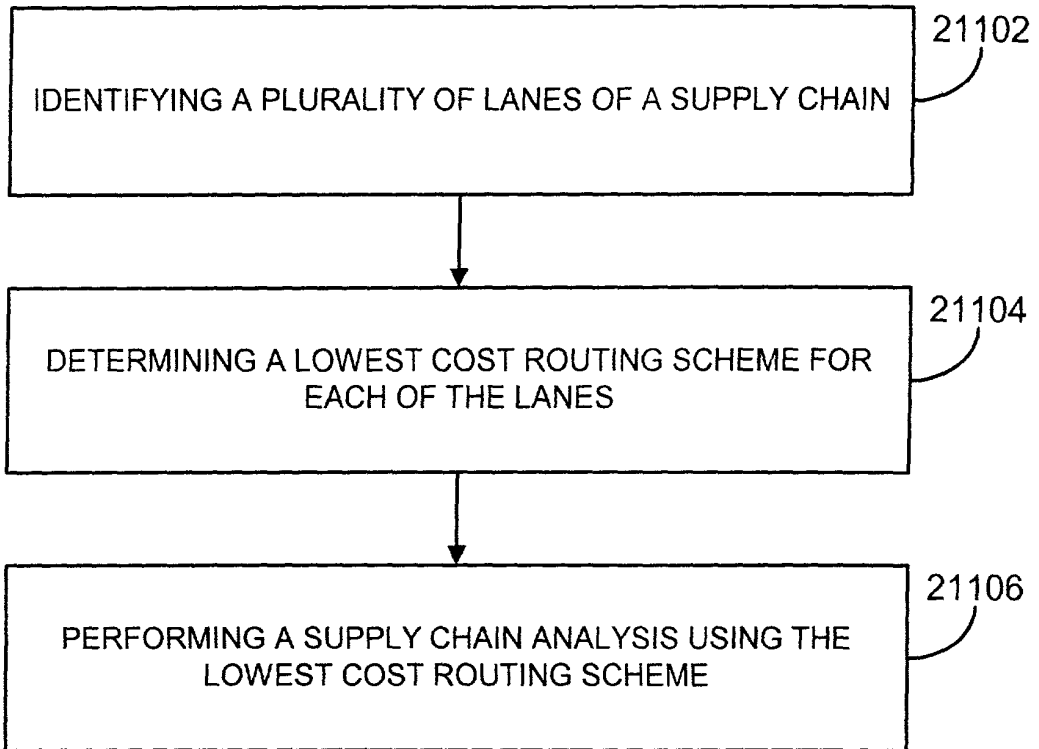 21102
IDENTIFYING A PLURALITY OF LANES OF A SUPPLY CHAIN
21104
DETERMINING A LOWEST COST ROUTING SCHEME FOR
EACH OF THE LANES
21106
PERFORMING A SUPPLY CHAIN ANALYSIS USING THE
LOWEST COST ROUTING SCHEME